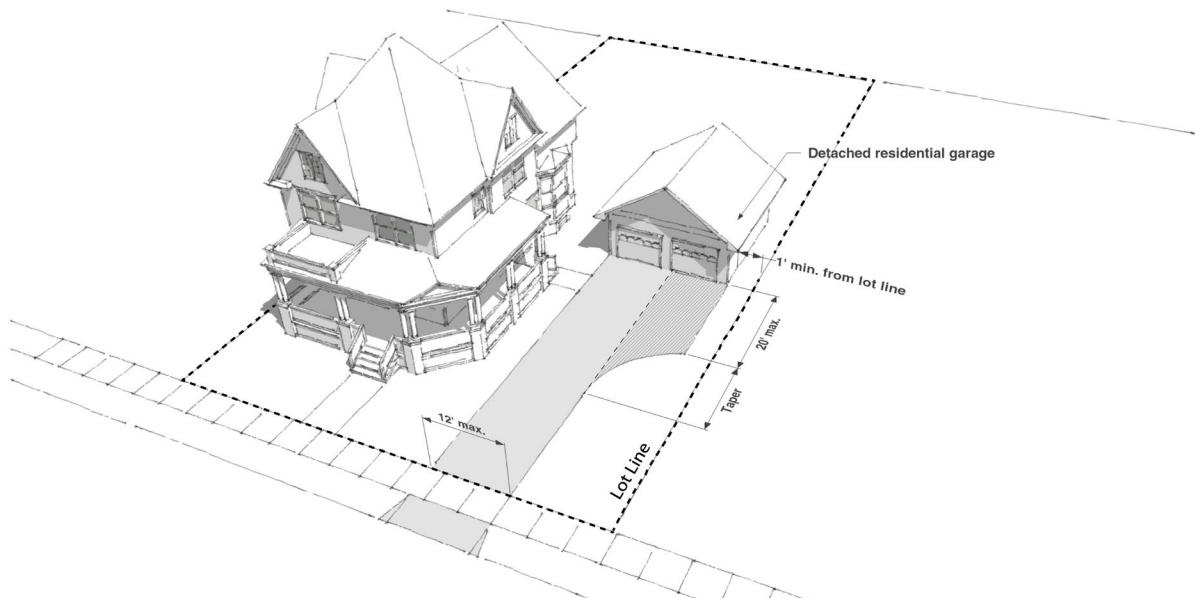 Detached residential garage
1' min. from lot line
20' max.
Taper
12' max.
Lot Line